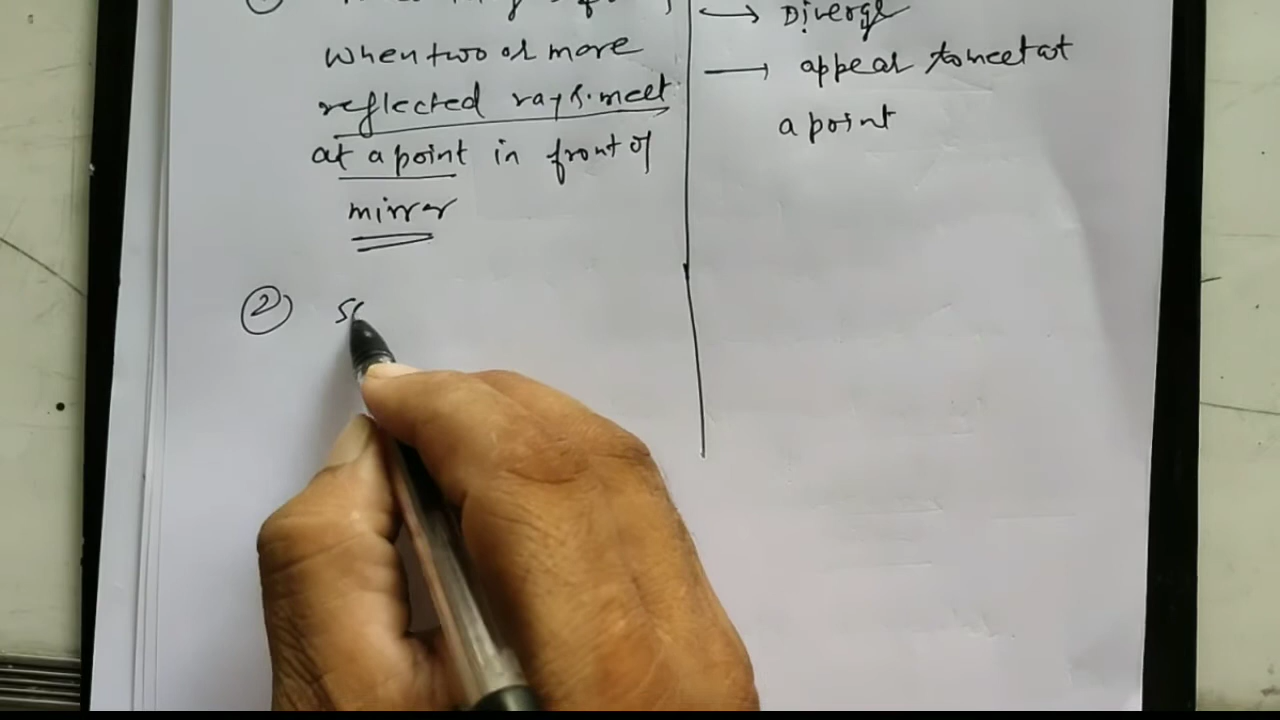 when two or more
reflected rays. meet
at a point in front of
mirror
② sc
Diverge
appear to meet at
a point